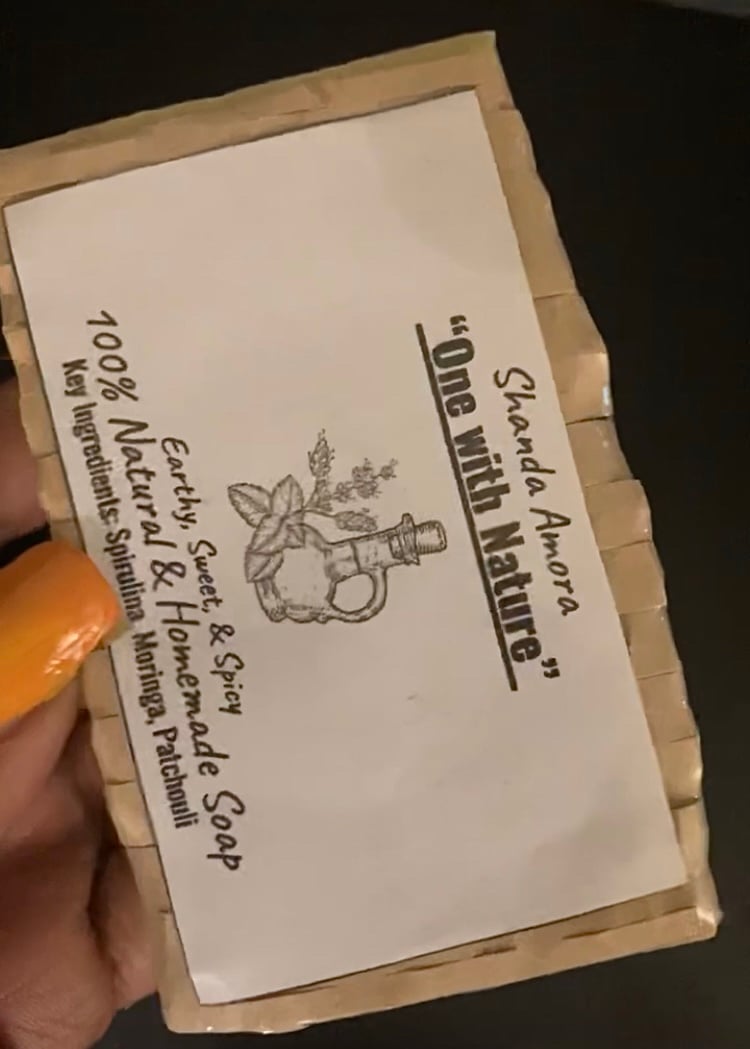 Shanda Amora
“One with Nature”
Earthy, Sweet, & Spicy
100% Natural & Homemade Soap
Key Ingredients: Spirulina, Moringa, Patchouli